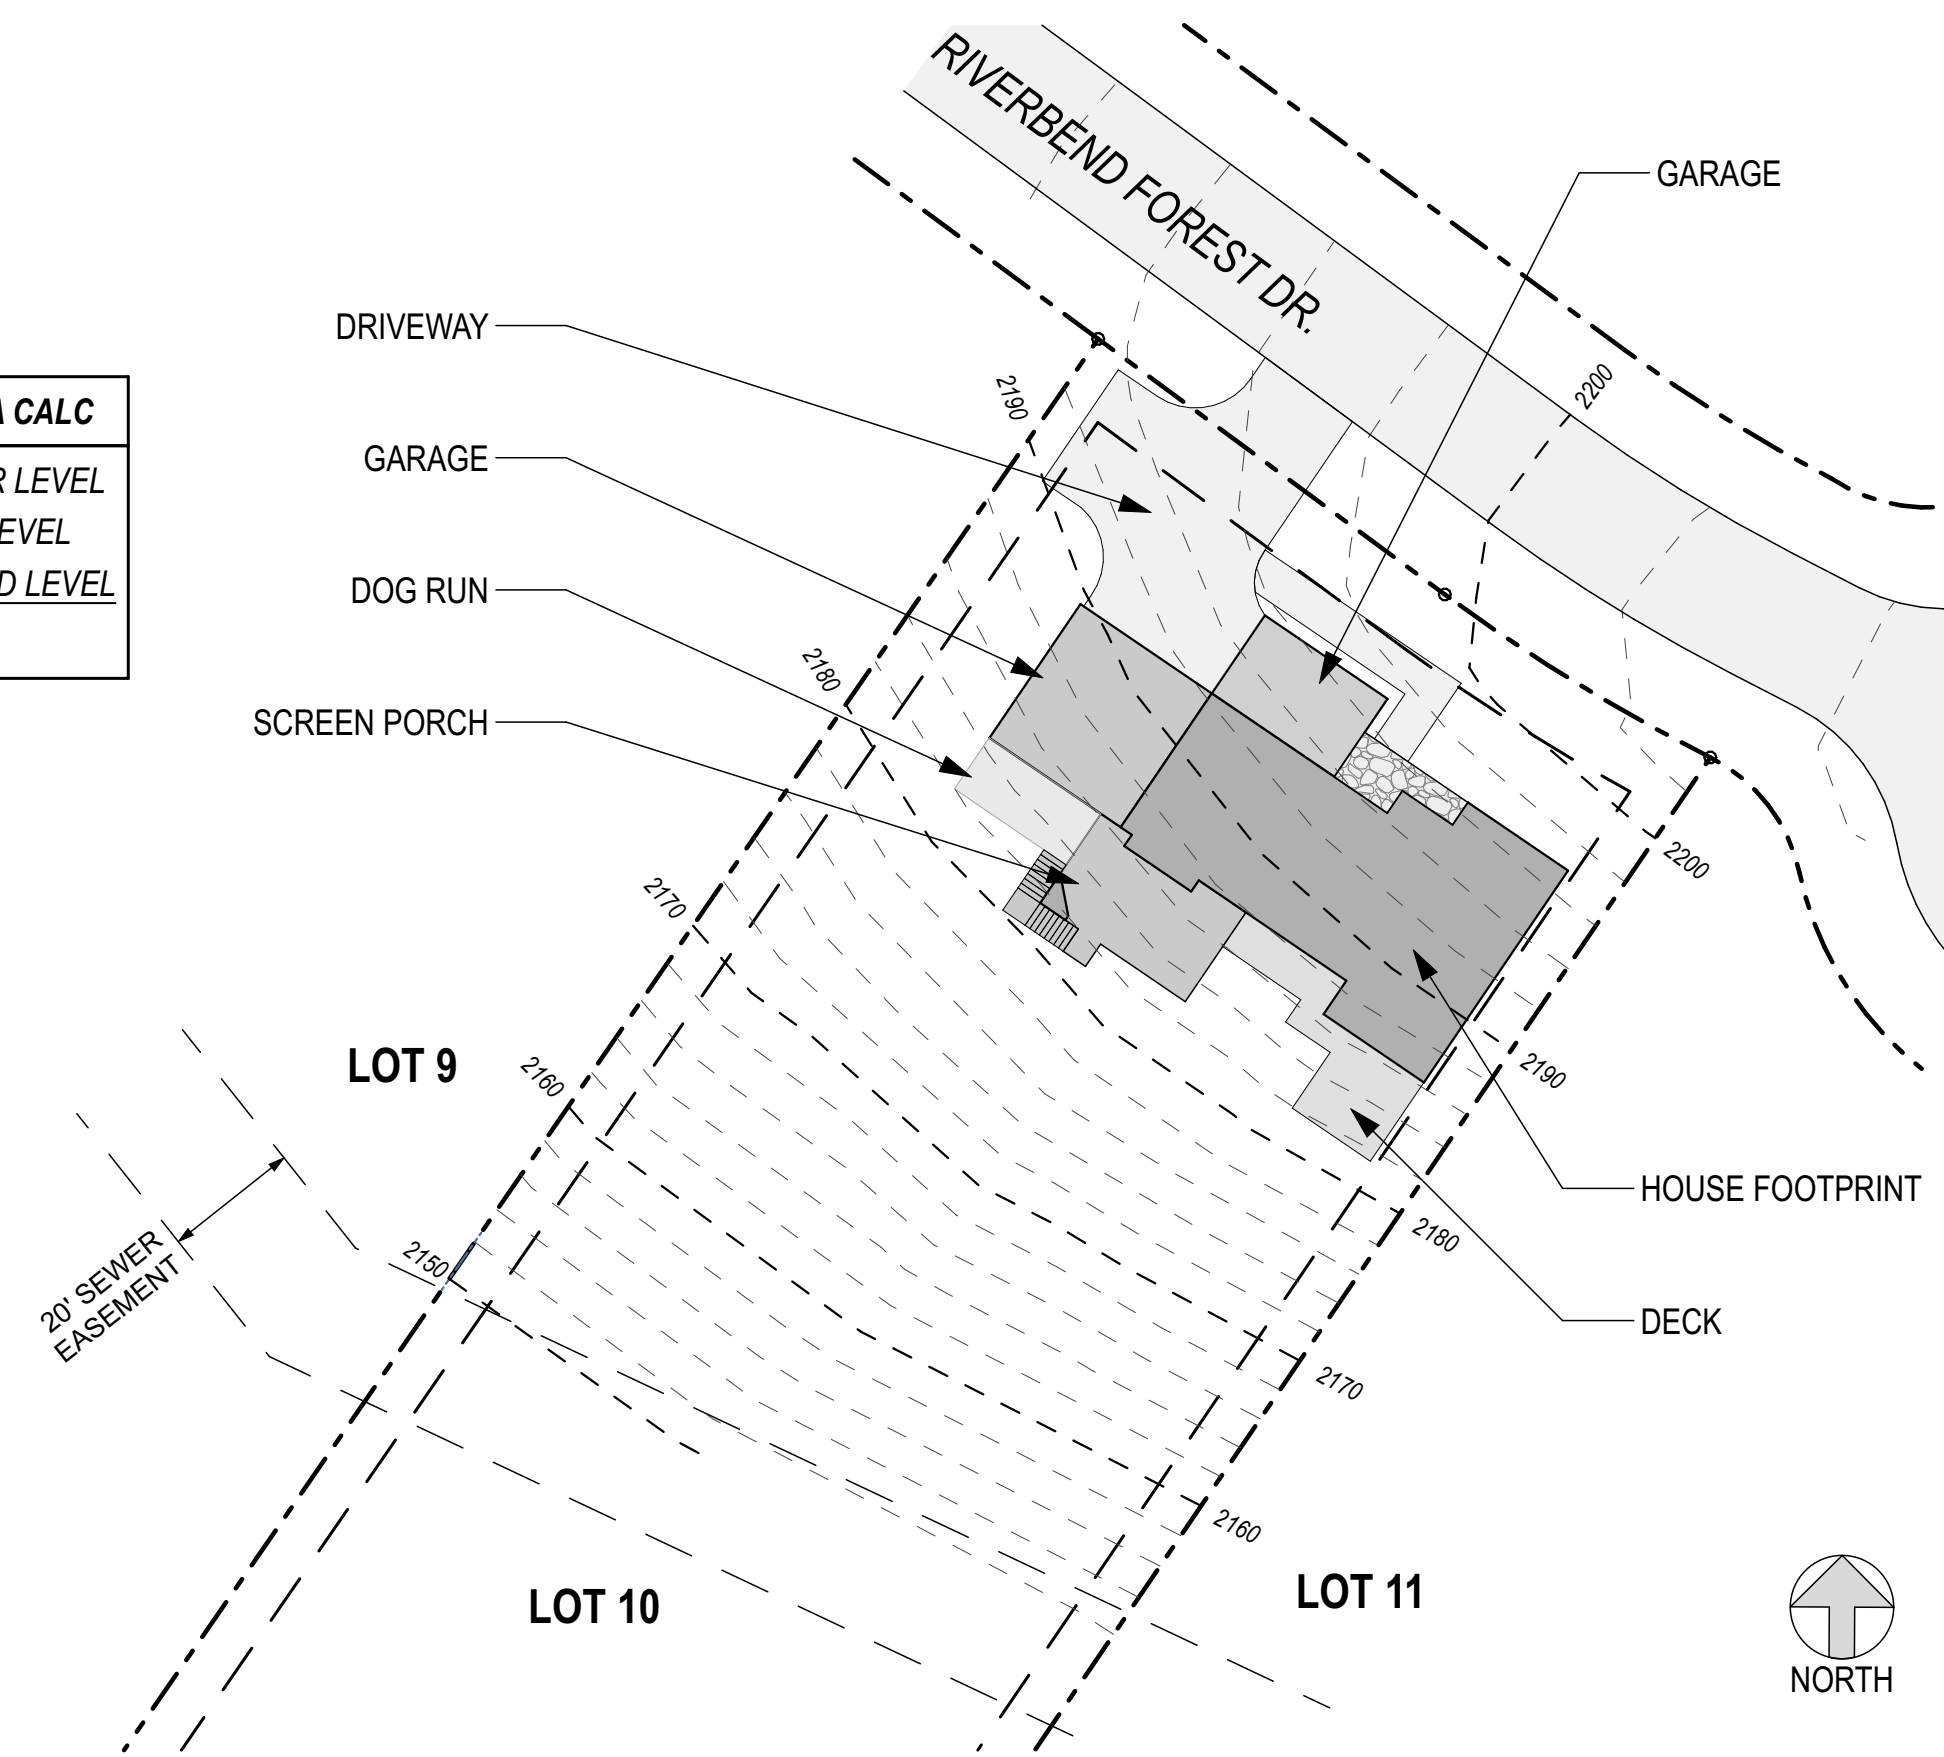 RIVERBEND FOREST DR.
GARAGE
DRIVEWAY
2190
2200
A CALC
GARAGE
R LEVEL
EVEL
DOG RUN
D LEVEL
2180
SCREEN PORCH
2200
2170
LOT 9
2160
2190
HOUSE FOOTPRINT
2180
2150
20' SEWER
EASEMENT
DECK
2170
2160
LOT 10
LOT 11
NORTH